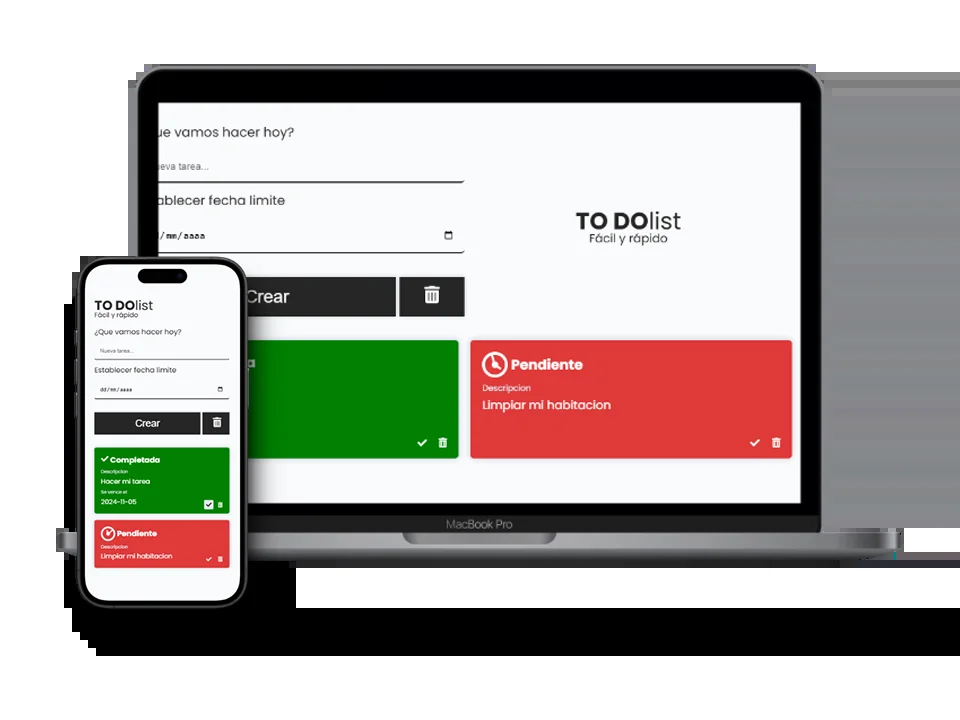 ue vamos hacer hoy?
eva tarea...
ablecer fecha limite
/mm/aaaa
TO DOlist
Fácil y rápido
Crear
a
Pendiente
Descripcion
Limpiar mi habitacion
MacBook Pro
TO DOlist
Fácil y rápido
¿Que vamos hacer hoy?
Nueva tarea...
Establecer fecha limite
dd/mm/aaaa
Crear
Completada
Descripcion
Hacer mi tarea
Se vence el
2024-11-05
Pendiente
Descripcion
Limpiar mi habitacion